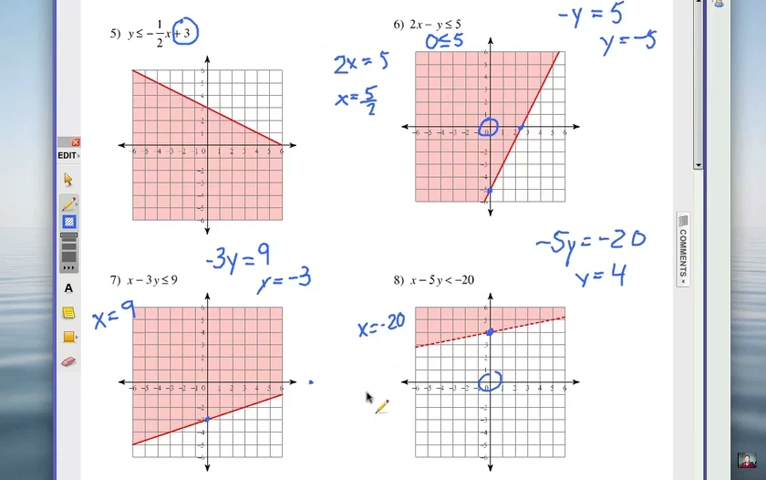 5) y ≤ -1/2x + 3
6) 2x - y ≤ 5
0 ≤ 5
-y = 5
y = -5
2x = 5
x = 5/2
EDIT
A
COMMENTS
7) x - 3y ≤ 9
-3y = 9
y = -3
x = 9
8) x - 5y < -20
-5y = -20
y = 4
x = -20